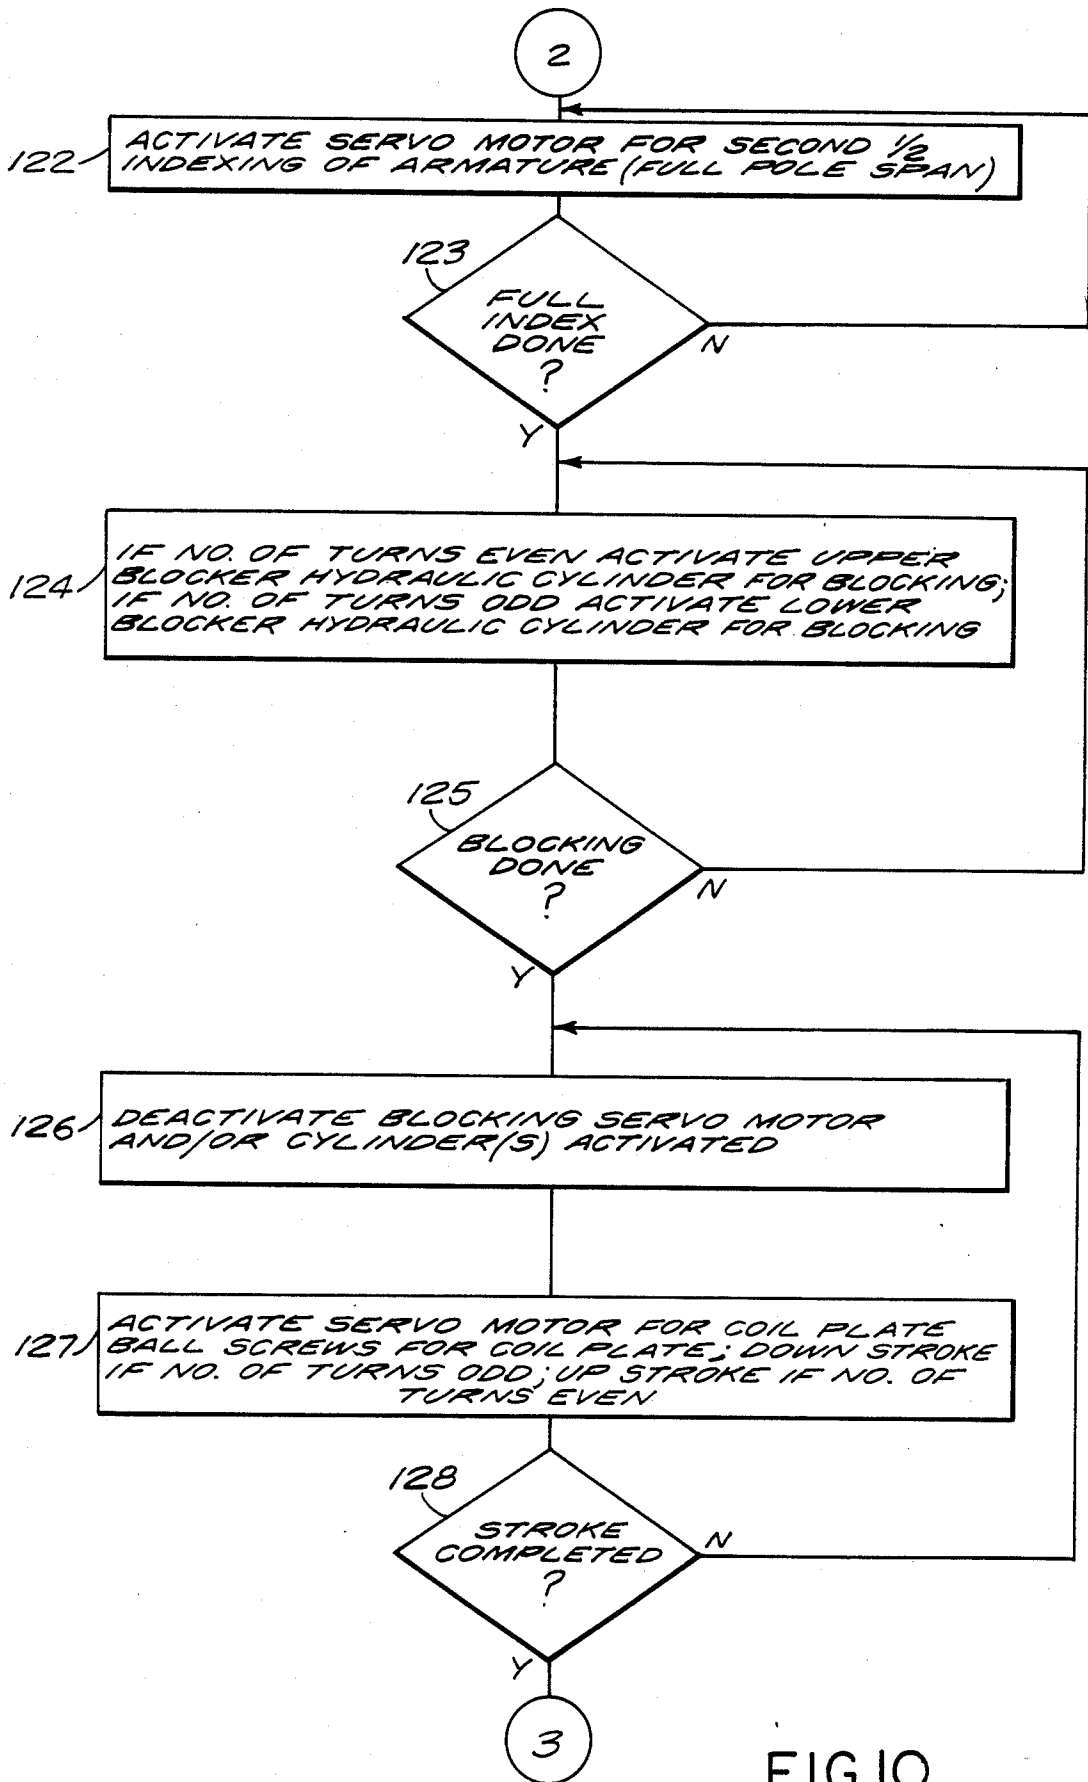 2
122
ACTIVATE SERVO MOTOR FOR SECOND 1/2
INDEXING OF ARMATURE (FULL POLE SPAN)
123
FULL
INDEX
DONE
?
N
Y
124
IF NO. OF TURNS EVEN ACTIVATE UPPER
BLOCKER HYDRAULIC CYLINDER FOR BLOCKING;
IF NO. OF TURNS ODD ACTIVATE LOWER
BLOCKER HYDRAULIC CYLINDER FOR BLOCKING
125
BLOCKING
DONE
?
N
Y
126
DEACTIVATE BLOCKING SERVO MOTOR
AND/OR CYLINDER(S) ACTIVATED
127
ACTIVATE SERVO MOTOR FOR COIL PLATE
BALL SCREWS FOR COIL PLATE; DOWN STROKE
IF NO. OF TURNS ODD; UP STROKE IF NO. OF
TURNS EVEN
128
STROKE
COMPLETED
?
N
Y
3
FIG.10